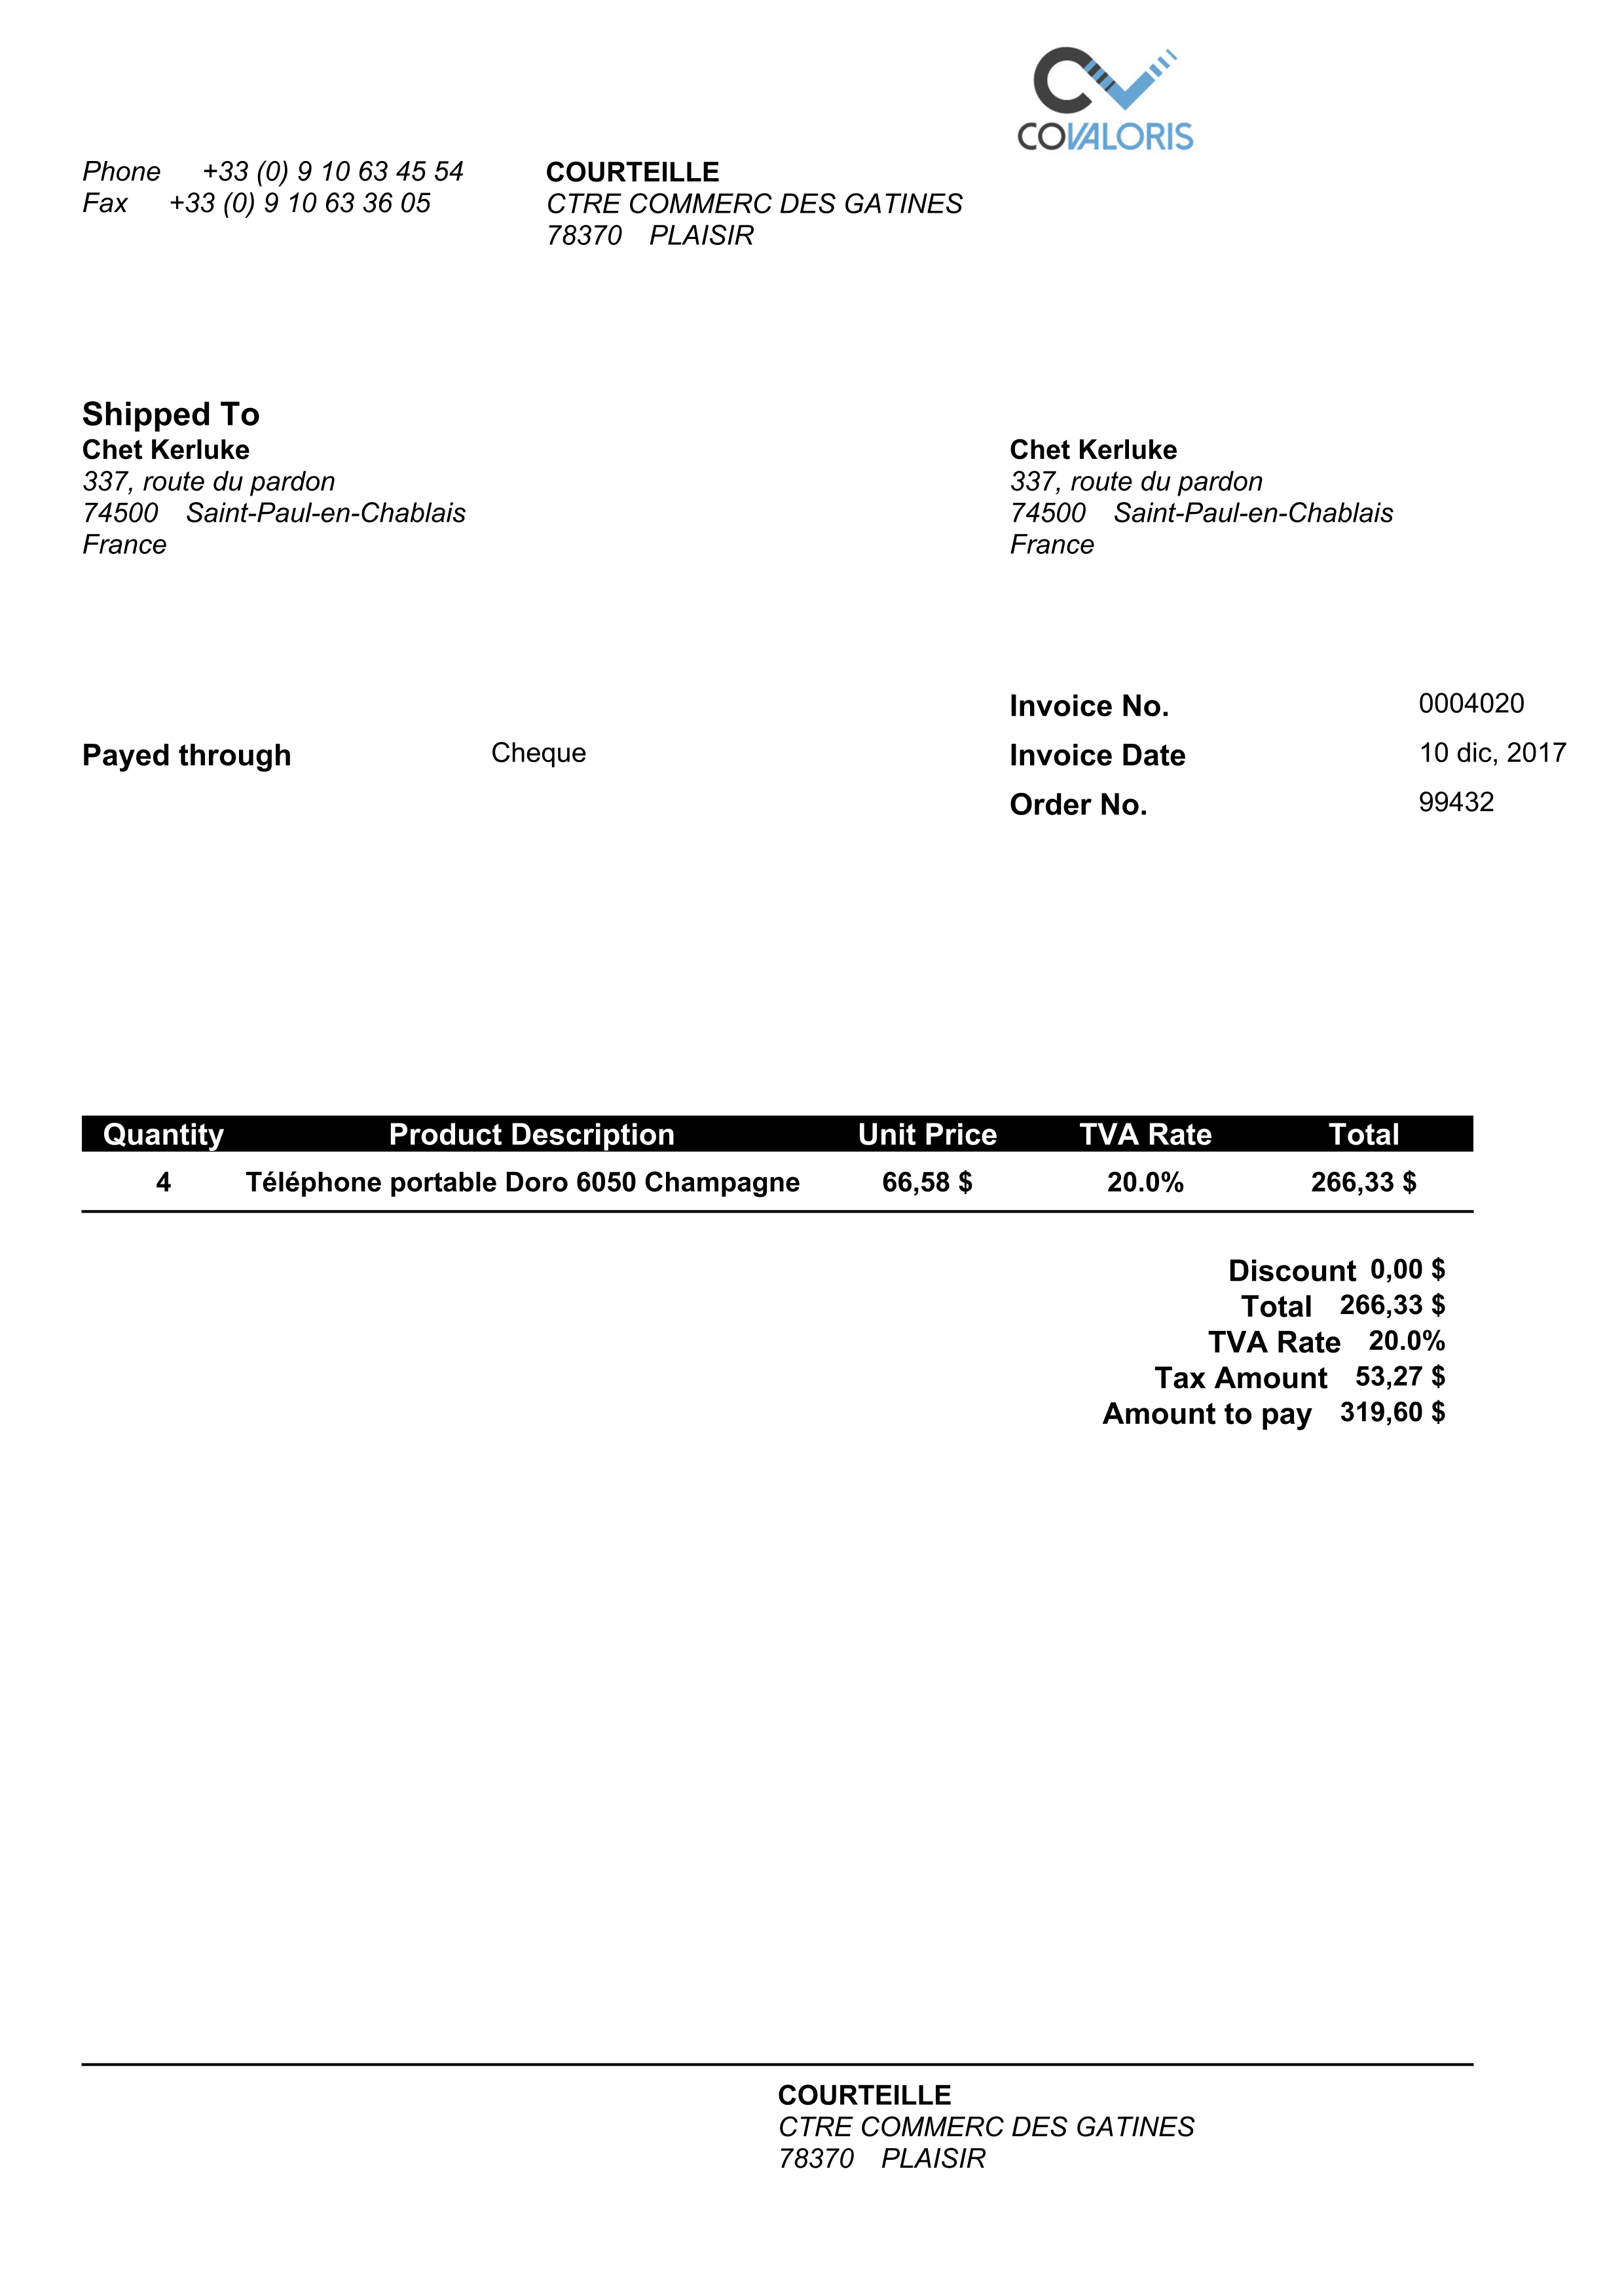 COVALORIS
Phone +33 (0) 9 10 63 45 54
Fax +33 (0) 9 10 63 36 05
COURTEILLE
CTRE COMMERC DES GATINES
78370 PLAISIR
Shipped To
Chet Kerluke
337, route du pardon
74500 Saint-Paul-en-Chablais
France
Chet Kerluke
337, route du pardon
74500 Saint-Paul-en-Chablais
France
Invoice No. 0004020
Payed through Cheque
Invoice Date 10 dic, 2017
Order No. 99432
Quantity Product Description Unit Price TVA Rate Total
4 Téléphone portable Doro 6050 Champagne 66,58 $ 20.0% 266,33 $
Discount 0,00 $
Total 266,33 $
TVA Rate 20.0%
Tax Amount 53,27 $
Amount to pay 319,60 $
COURTEILLE
CTRE COMMERC DES GATINES
78370 PLAISIR